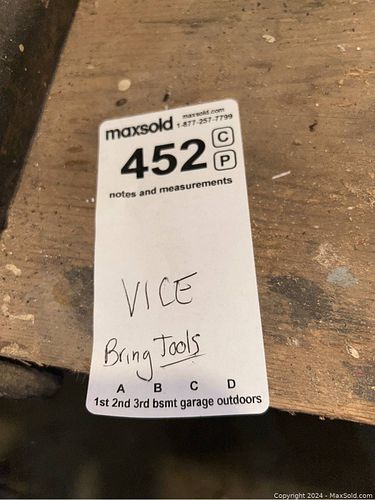 maxsold maxsold.com
1-877-257-7799
452 C
P
notes and measurements
VICE
Bring Tools
A B C D
1st 2nd 3rd bsmt garage outdoors
Copyright 2024 - MaxSold.com